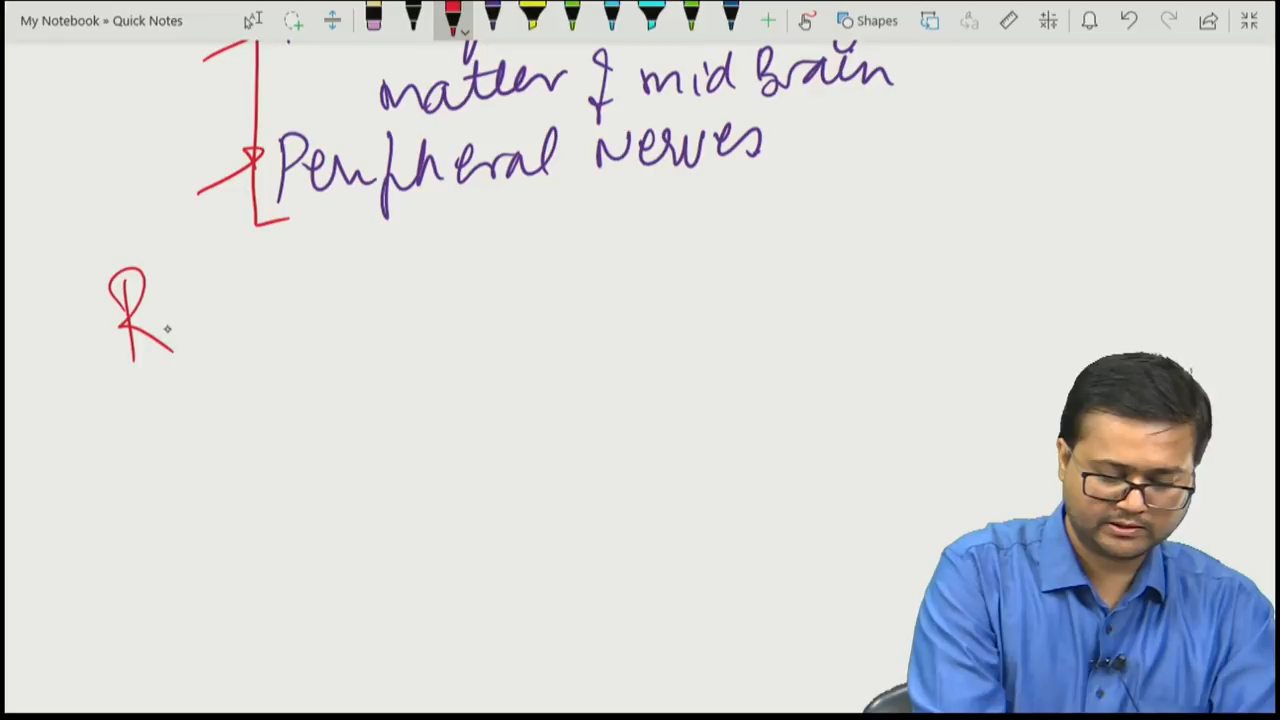 My Notebook » Quick Notes
Shapes
matter & mid Brain
Peripheral Nerves
R